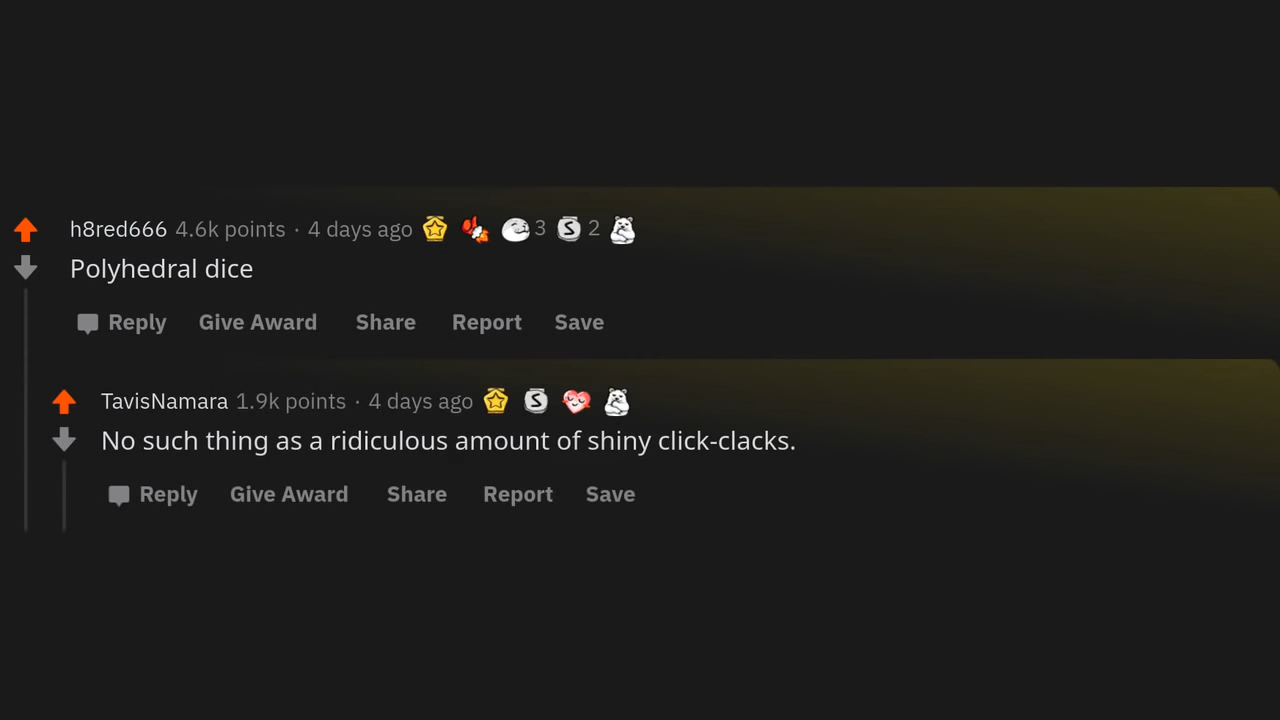 h8red666 4.6k points · 4 days ago 3 S 2
Polyhedral dice
Reply Give Award Share Report Save
TavisNamara 1.9k points · 4 days ago S
No such thing as a ridiculous amount of shiny click-clacks.
Reply Give Award Share Report Save